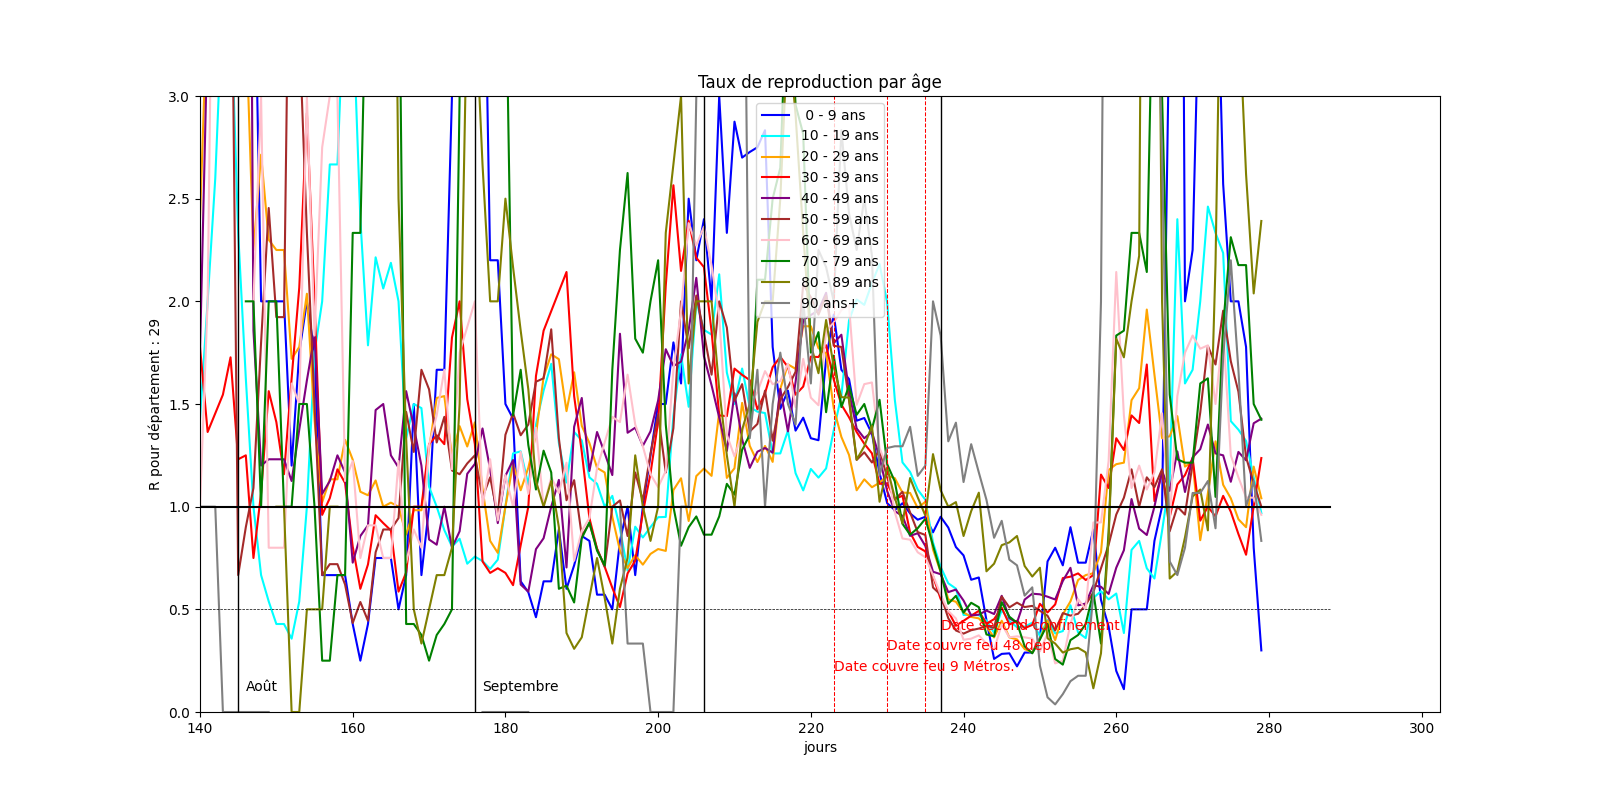 Taux de reproduction par âge
R pour département : 29
3.0
2.5
2.0
1.5
1.0
0.5
0.0
0 - 9 ans
10 - 19 ans
20 - 29 ans
30 - 39 ans
40 - 49 ans
50 - 59 ans
60 - 69 ans
70 - 79 ans
80 - 89 ans
90 ans+
Date second confinement
Date couvre feu 48 dep
Date couvre feu 9 Métros.
Août
Septembre
140 160 180 200 220 240 260 280 300
jours